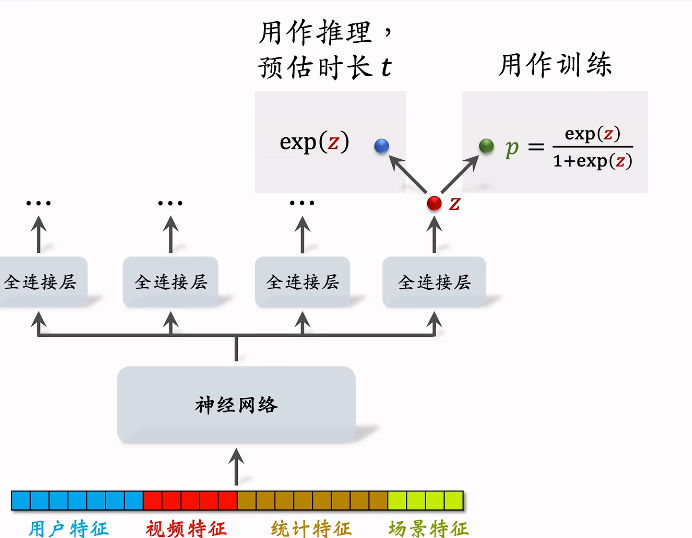 用作推理，
预估时长 t
用作训练
exp(z)
p = exp(z) / 1+exp(z)
z
... ... ...
全连接层 全连接层 全连接层 全连接层
神经网络
用户特征 视频特征 统计特征 场景特征